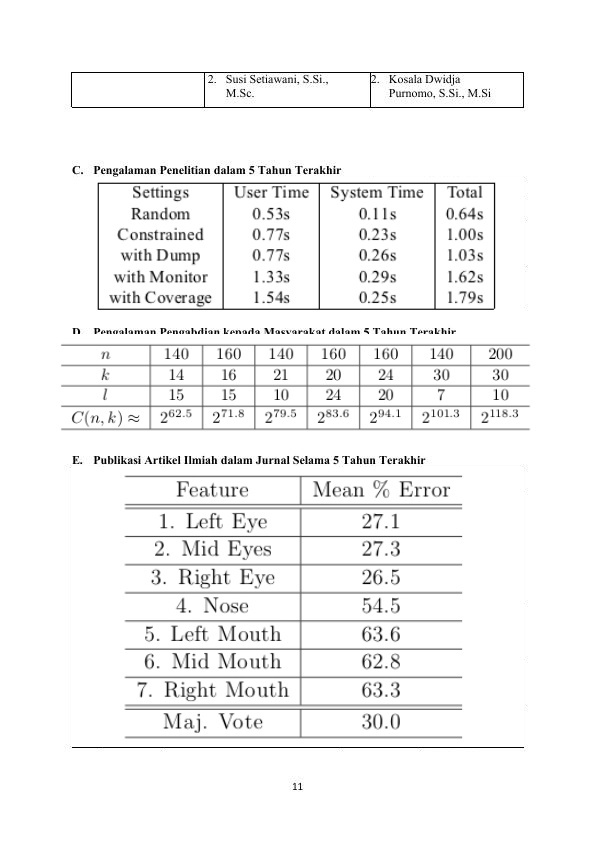 2. Susi Setiawani, S.Si., M.Sc.
2. Kosala Dwidja Purnomo, S.Si., M.Si
C. Pengalaman Penelitian dalam 5 Tahun Terakhir
Settings User Time System Time Total
Random 0.53s 0.11s 0.64s
Constrained 0.77s 0.23s 1.00s
with Dump 0.77s 0.26s 1.03s
with Monitor 1.33s 0.29s 1.62s
with Coverage 1.54s 0.25s 1.79s
D. Pengalaman Pengabdian kepada Masyarakat dalam 5 Tahun Terakhir
n 140 160 140 160 160 140 200
k 14 16 21 20 24 30 30
l 15 15 10 24 20 7 10
C(n, k) ≈ 2^62.5 2^71.8 2^79.5 2^83.6 2^94.1 2^101.3 2^118.3
E. Publikasi Artikel Ilmiah dalam Jurnal Selama 5 Tahun Terakhir
Feature Mean % Error
1. Left Eye 27.1
2. Mid Eyes 27.3
3. Right Eye 26.5
4. Nose 54.5
5. Left Mouth 63.6
6. Mid Mouth 62.8
7. Right Mouth 63.3
Maj. Vote 30.0
11